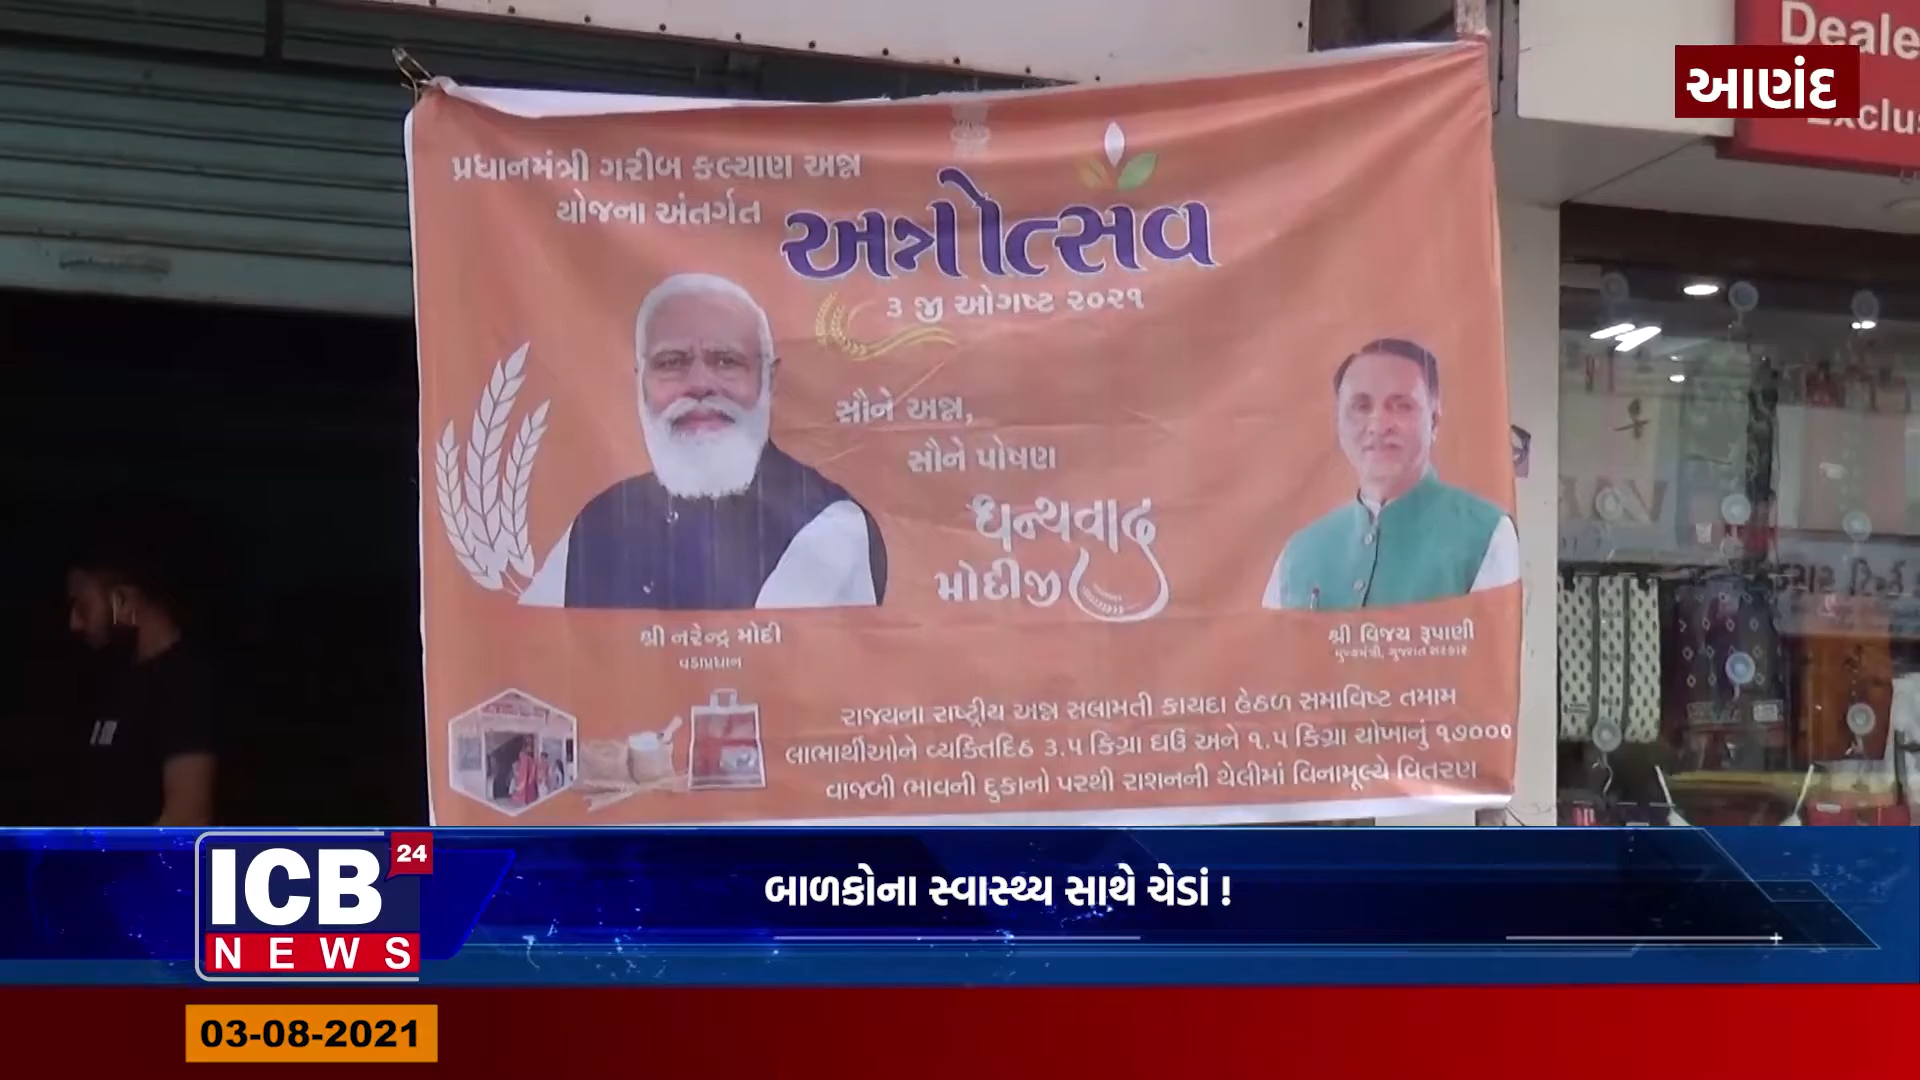 Deale
Exclus
આણંદ
પ્રધાનમંત્રી ગરીબ કલ્યાણ અન્ન
યોજના અંતર્ગત
અન્નોત્સવ
૩ જી ઓગષ્ટ ૨૦૨૧
સૌને અન્ન,
સૌને પોષણ
ધન્યવાદ
મોદીજી
શ્રી નરેન્દ્ર મોદી
વડાપ્રધાન
શ્રી વિજય રૂપાણી
મુખ્યમંત્રી, ગુજરાત સરકાર
રાજ્યના રાષ્ટ્રીય અન્ન સલામતી કાયદા હેઠળ સમાવિષ્ટ તમામ
લાભાર્થીઓને વ્યક્તિદિઠ ૩.૫ કિગ્રા ઘઉં અને ૧.૫ કિગ્રા ચોખાનું ૧૭૦૦૦
વાજબી ભાવની દુકાનો પરથી રાશનની થેલીમાં વિનામૂલ્યે વિતરણ
ICB 24
NEWS
બાળકોના સ્વાસ્થ્ય સાથે ચેડાં !
03-08-2021